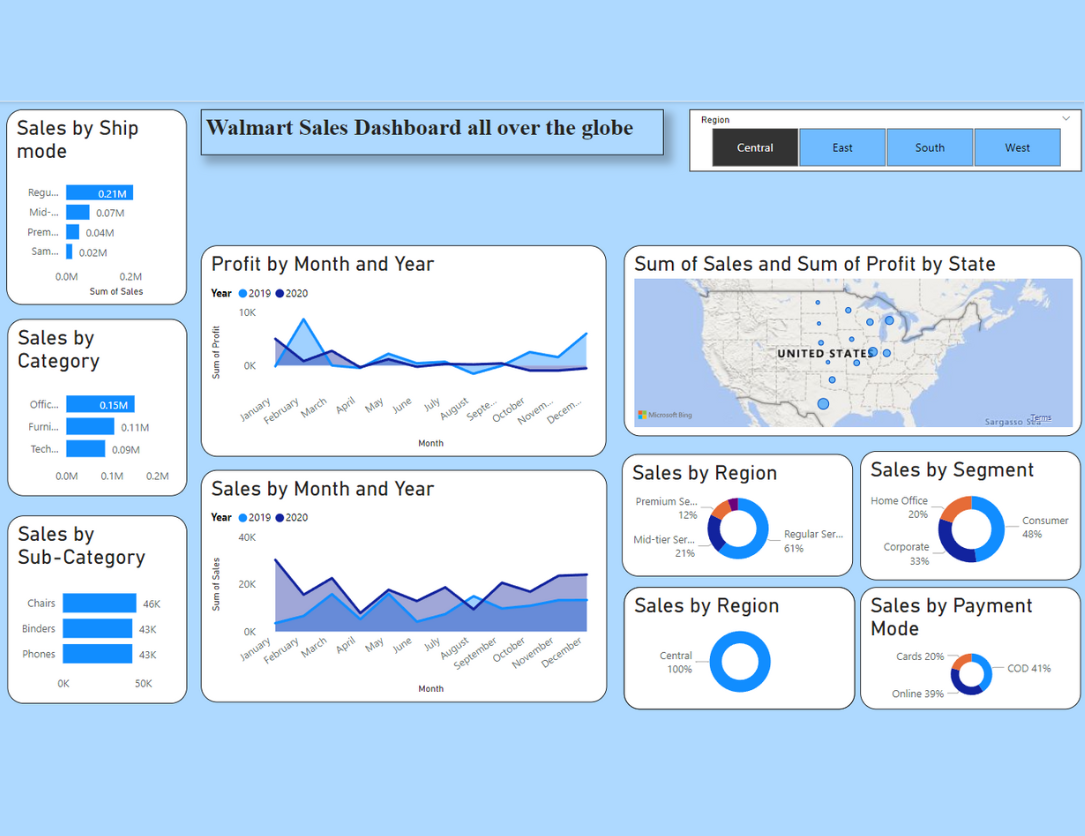 Sales by Ship
mode
Regu... 0.21M
Mid-... 0.07M
Prem... 0.04M
Sam... 0.02M
0.0M 0.2M
Sum of Sales
Walmart Sales Dashboard all over the globe
Region
Central East South West
Sales by
Category
Offic... 0.15M
Furni... 0.11M
Tech... 0.09M
0.0M 0.1M 0.2M
Sales by
Sub-Category
Chairs 46K
Binders 43K
Phones 43K
0K 50K
Profit by Month and Year
Year 2019 2020
Sum of Profit
10K
0K
January February March April May June July August Septe... October Novem... Decem...
Month
Sales by Month and Year
Year 2019 2020
Sum of Sales
40K
20K
0K
January February March April May June July August September October November December
Month
Sum of Sales and Sum of Profit by State
UNITED STATES
Microsoft Bing
Sargasso Sea
Terms
Sales by Region
Premium Se...
12%
Mid-tier Ser...
21%
Regular Ser...
61%
Sales by Segment
Home Office
20%
Consumer
48%
Corporate
33%
Sales by Region
Central
100%
Sales by Payment
Mode
Cards 20%
COD 41%
Online 39%